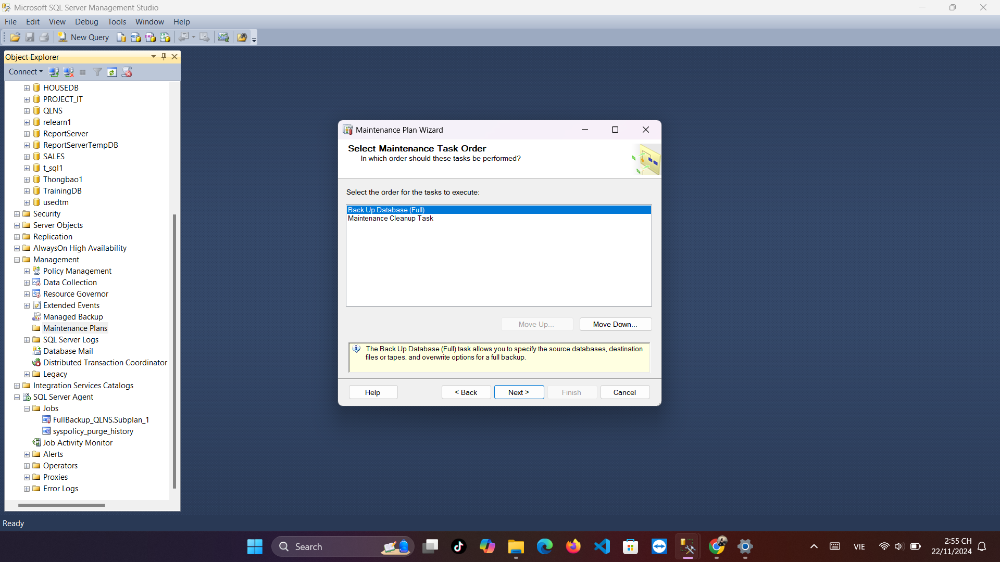 Microsoft SQL Server Management Studio
File Edit View Debug Tools Window Help
New Query
Object Explorer
Connect
HOUSEDB
PROJECT_IT
QLNS
relearn1
ReportServer
ReportServerTempDB
SALES
t_sql1
Thongbao1
TrainingDB
usedtm
Security
Server Objects
Replication
AlwaysOn High Availability
Management
Policy Management
Data Collection
Resource Governor
Extended Events
Managed Backup
Maintenance Plans
SQL Server Logs
Database Mail
Distributed Transaction Coordinator
Legacy
Integration Services Catalogs
SQL Server Agent
Jobs
FullBackup_QLNS.Subplan_1
syspolicy_purge_history
Job Activity Monitor
Alerts
Operators
Proxies
Error Logs
Maintenance Plan Wizard
Select Maintenance Task Order
In which order should these tasks be performed?
Select the order for the tasks to execute:
Back Up Database (Full)
Maintenance Cleanup Task
Move Up... Move Down...
The Back Up Database (Full) task allows you to specify the source databases, destination
files or tapes, and overwrite options for a full backup.
Help < Back Next > Finish Cancel
Ready
Search
VIE
2:55 CH
22/11/2024